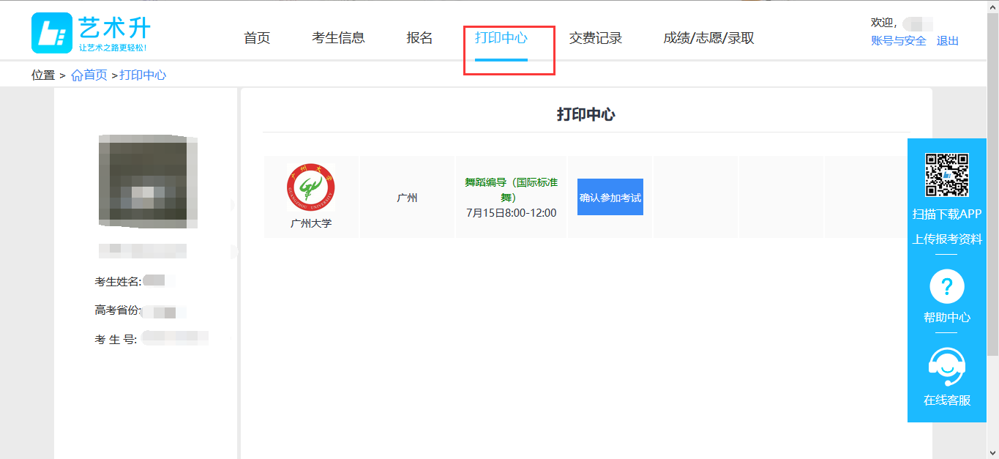 艺术升
让艺术之路更轻松!
首页
考生信息
报名
打印中心
交费记录
成绩/志愿/录取
欢迎,
账号与安全 退出
位置 > 首页 >打印中心
打印中心
广州大学
GUANGZHOU UNIVERSITY
广州大学
广州
舞蹈编导（国际标准
舞）
7月15日8:00-12:00
确认参加考试
考生姓名:
高考省份:
考 生 号:
扫描下载APP
上传报考资料
?
帮助中心
在线客服